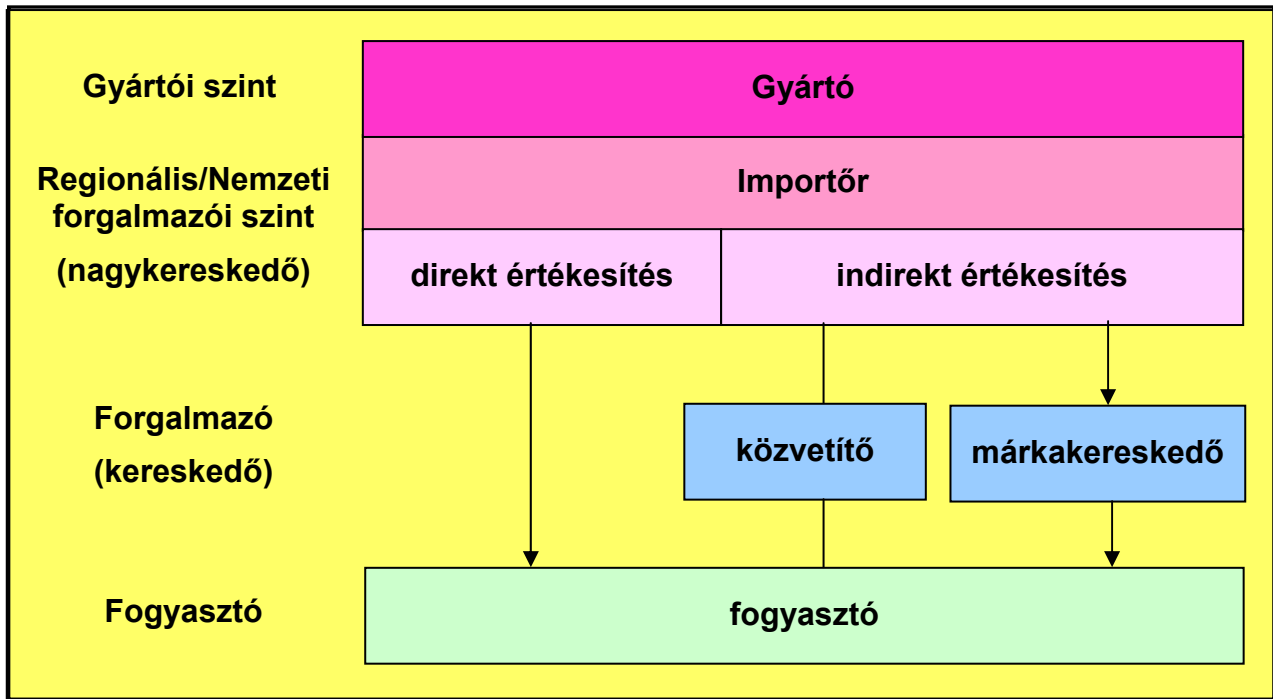 Gyártói szint
Gyártó
Regionális/Nemzeti
forgalmazói szint
(nagykereskedő)
Importőr
direkt értékesítés
indirekt értékesítés
Forgalmazó
(kereskedő)
közvetítő
márkakereskedő
Fogyasztó
fogyasztó